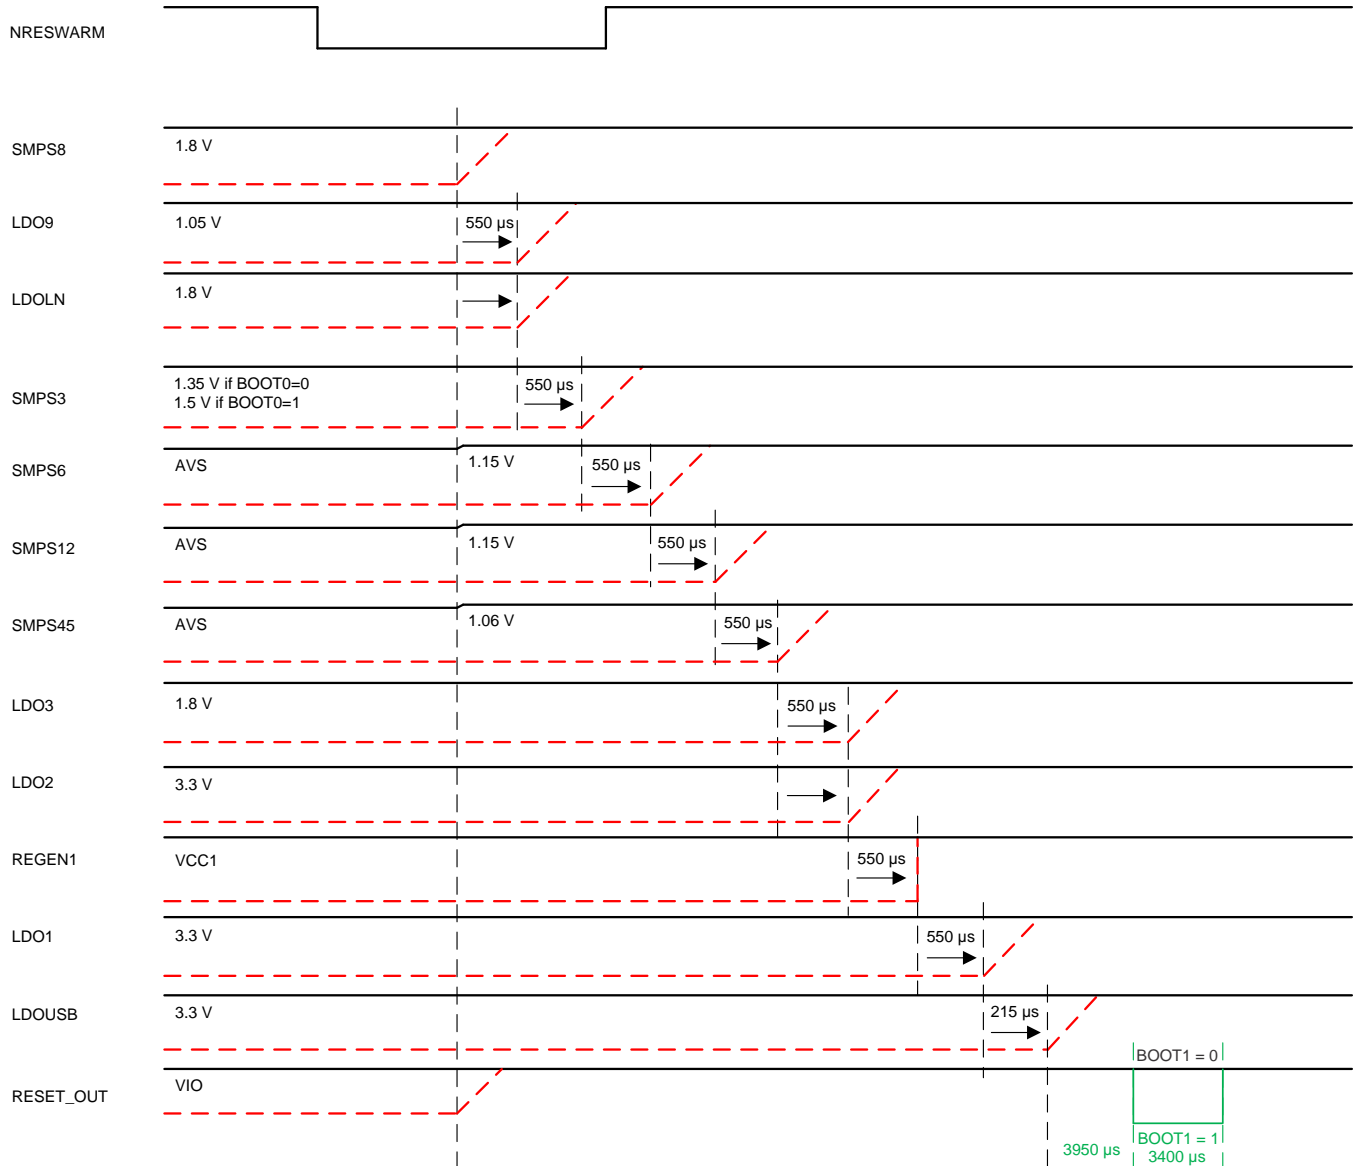 NRESWARM
SMPS8
1.8 V
LDO9
1.05 V
550 µs
LDOLN
1.8 V
SMPS3
1.35 V if BOOT0=0
1.5 V if BOOT0=1
550 µs
SMPS6
AVS
1.15 V
550 µs
SMPS12
AVS
1.15 V
550 µs
SMPS45
AVS
1.06 V
550 µs
LDO3
1.8 V
550 µs
LDO2
3.3 V
REGEN1
VCC1
550 µs
LDO1
3.3 V
550 µs
LDOUSB
3.3 V
215 µs
BOOT1 = 0
RESET_OUT
VIO
BOOT1 = 1
3950 µs
3400 µs